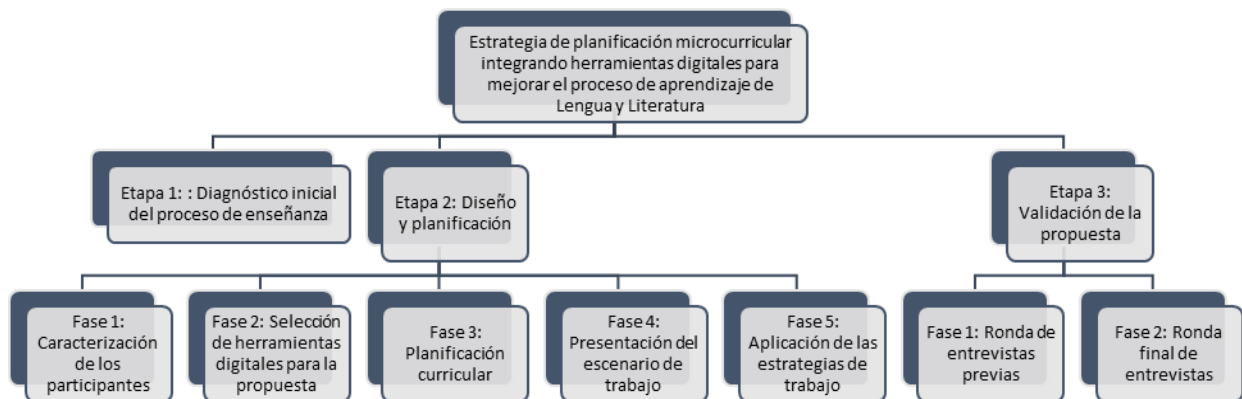 Estrategia de planificación microcurricular
integrando herramientas digitales para
mejorar el proceso de aprendizaje de
Lengua y Literatura
Etapa 1: : Diagnóstico inicial
del proceso de enseñanza
Etapa 2: Diseño
y planificación
Etapa 3:
Validación de la
propuesta
Fase 1:
Caracterización
de los
participantes
Fase 2: Selección
de herramientas
digitales para la
propuesta
Fase 3:
Planificación
curricular
Fase 4:
Presentación del
escenario de
trabajo
Fase 5:
Aplicación de las
estrategias de
trabajo
Fase 1: Ronda de
entrevistas
previas
Fase 2: Ronda
final de
entrevistas